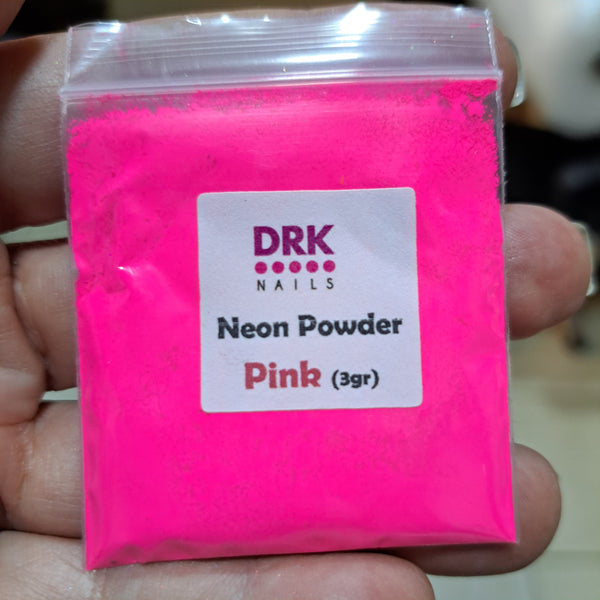 DRK
NAILS
Neon Powder
Pink (3gr)